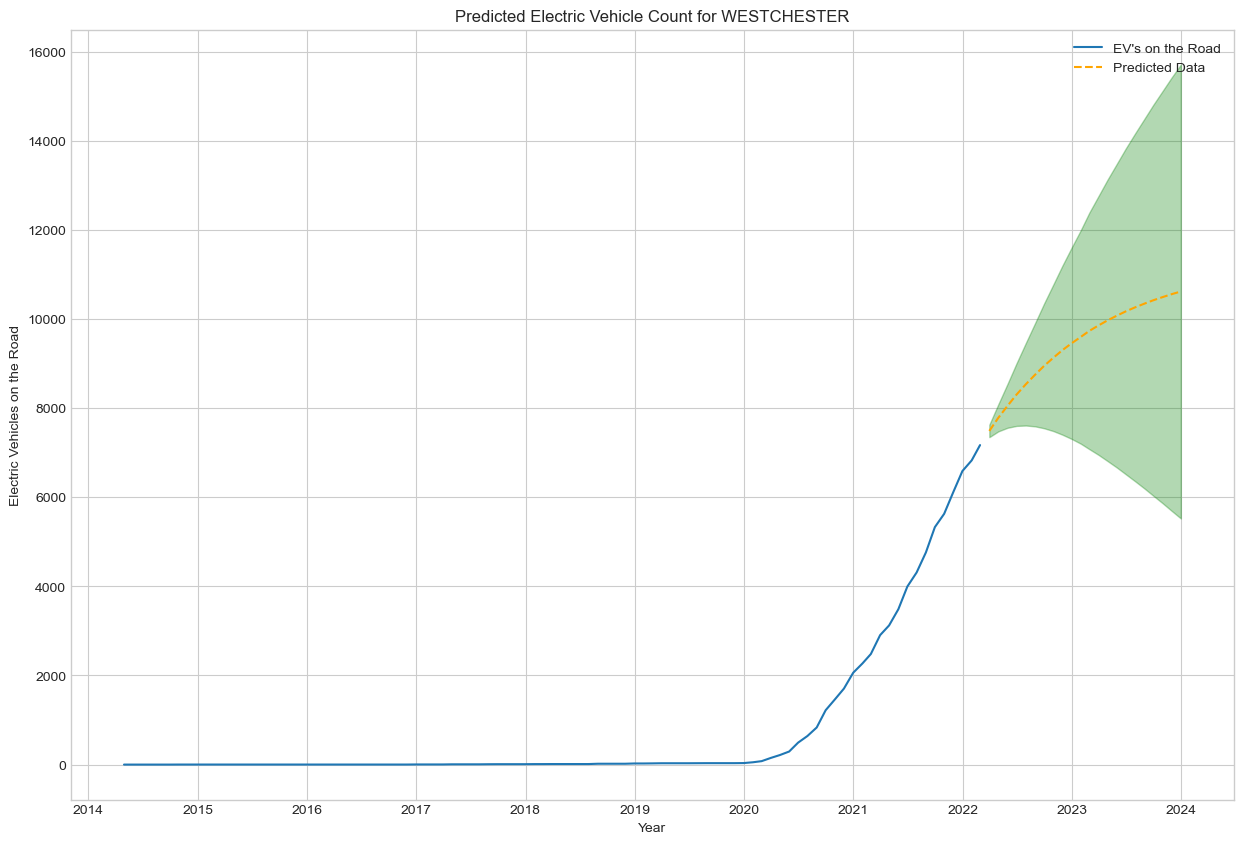 Predicted Electric Vehicle Count for WESTCHESTER
EV's on the Road
Predicted Data
16000
14000
12000
10000
8000
6000
4000
2000
0
Electric Vehicles on the Road
2014 2015 2016 2017 2018 2019 2020 2021 2022 2023 2024
Year